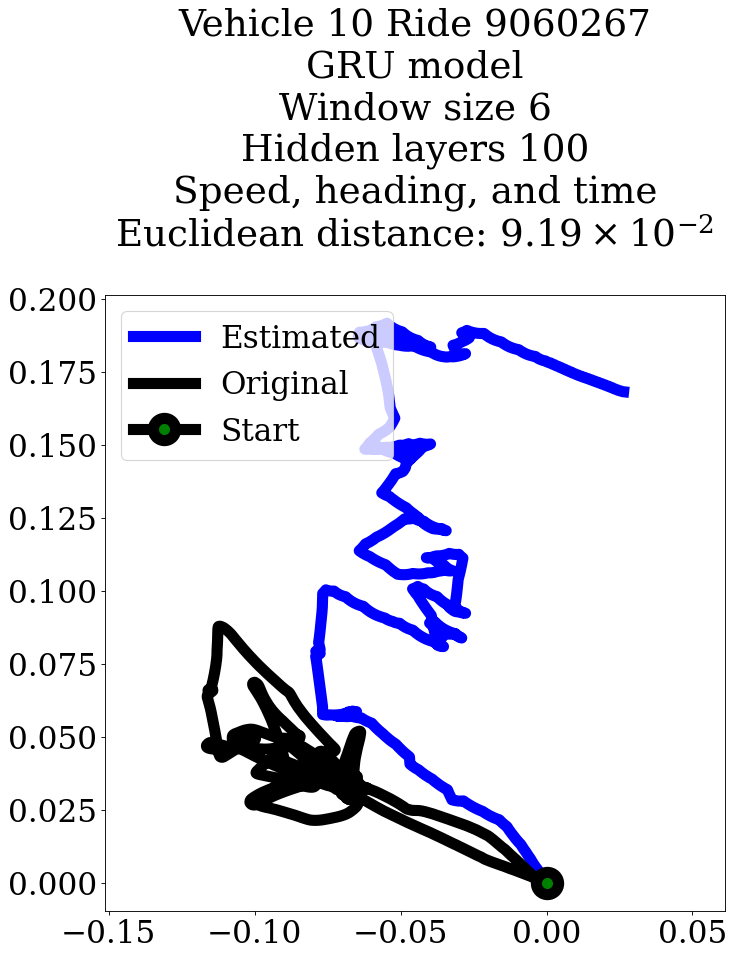 Vehicle 10 Ride 9060267
GRU model
Window size 6
Hidden layers 100
Speed, heading, and time
Euclidean distance: 9.19 × 10⁻²
0.200
0.175
0.150
0.125
0.100
0.075
0.050
0.025
0.000
Estimated
Original
Start
−0.15 −0.10 −0.05 0.00 0.05